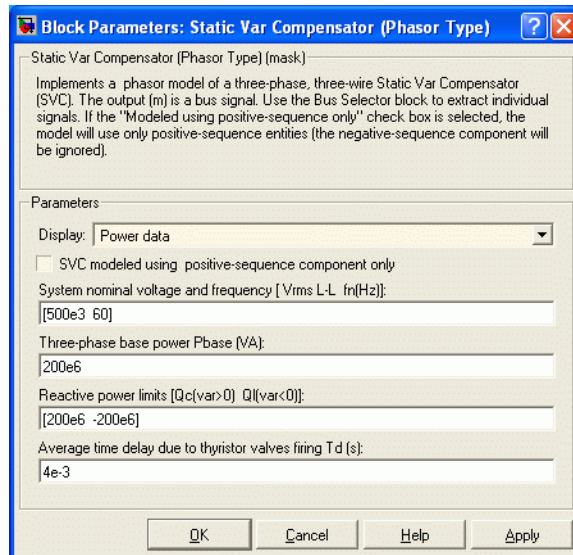 Block Parameters: Static Var Compensator (Phasor Type)
Static Var Compensator (Phasor Type) (mask)
Implements a phasor model of a three-phase, three-wire Static Var Compensator
(SVC). The output (m) is a bus signal. Use the Bus Selector block to extract individual
signals. If the "Modeled using positive-sequence only" check box is selected, the
model will use only positive-sequence entities (the negative-sequence component will
be ignored).
Parameters
Display: Power data
SVC modeled using positive-sequence component only
System nominal voltage and frequency [ Vrms L-L fn(Hz)]:
[500e3 60]
Three-phase base power Pbase (VA):
200e6
Reactive power limits [Qc(var>0) Ql(var<0)]:
[200e6 -200e6]
Average time delay due to thyristor valves firing Td (s):
4e-3
OK Cancel Help Apply